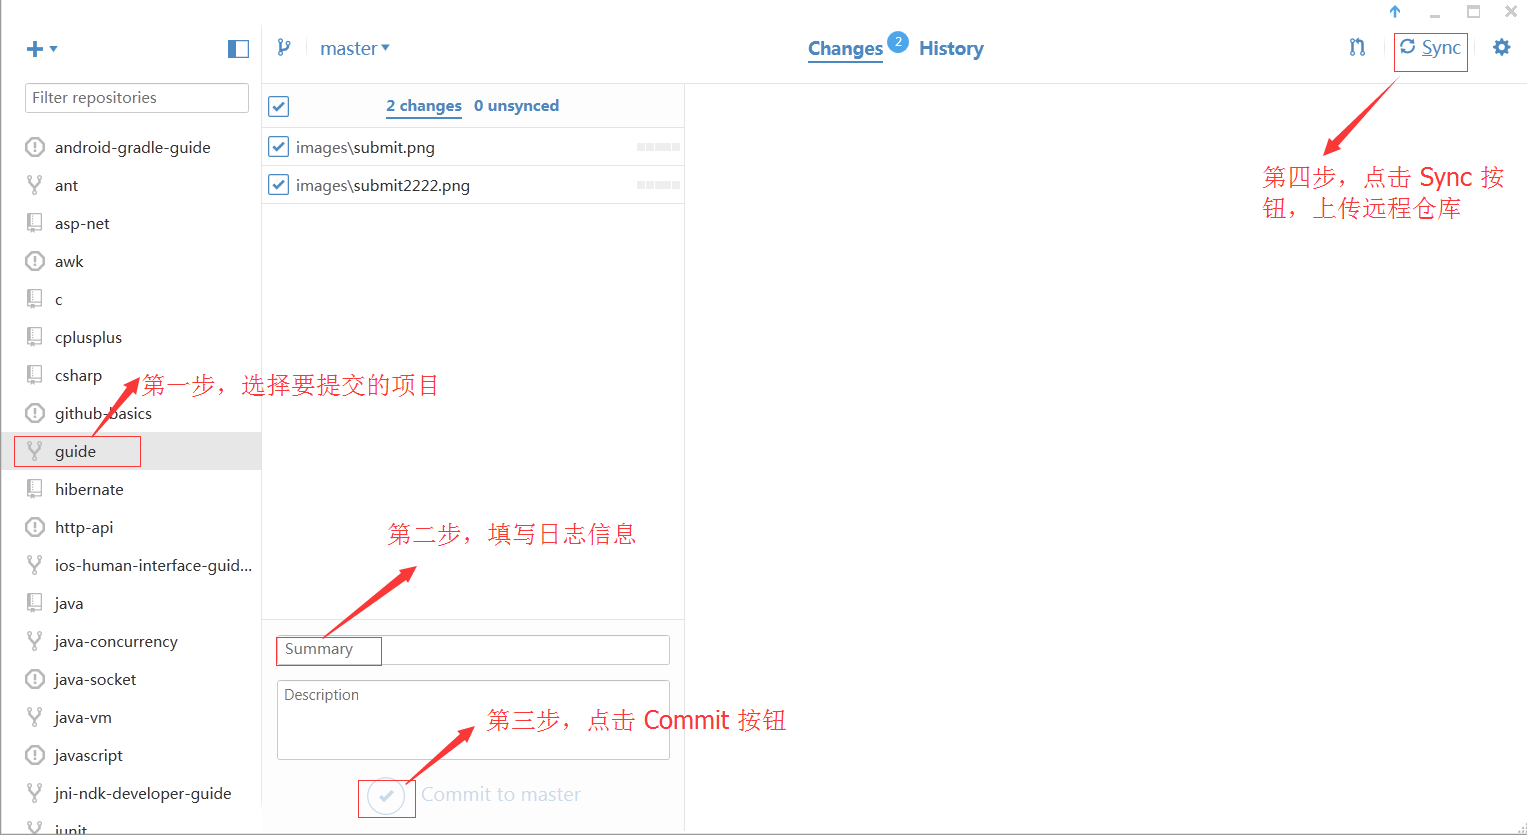 master
Changes 2 History
Sync
Filter repositories
2 changes 0 unsynced
images\submit.png
images\submit2222.png
android-gradle-guide
ant
asp-net
awk
c
cplusplus
csharp
github-basics
guide
hibernate
http-api
ios-human-interface-guid...
java
java-concurrency
java-socket
java-vm
javascript
jni-ndk-developer-guide
junit
第一步，选择要提交的项目
第二步，填写日志信息
Summary
Description
第三步，点击 Commit 按钮
Commit to master
第四步，点击 Sync 按
钮，上传远程仓库